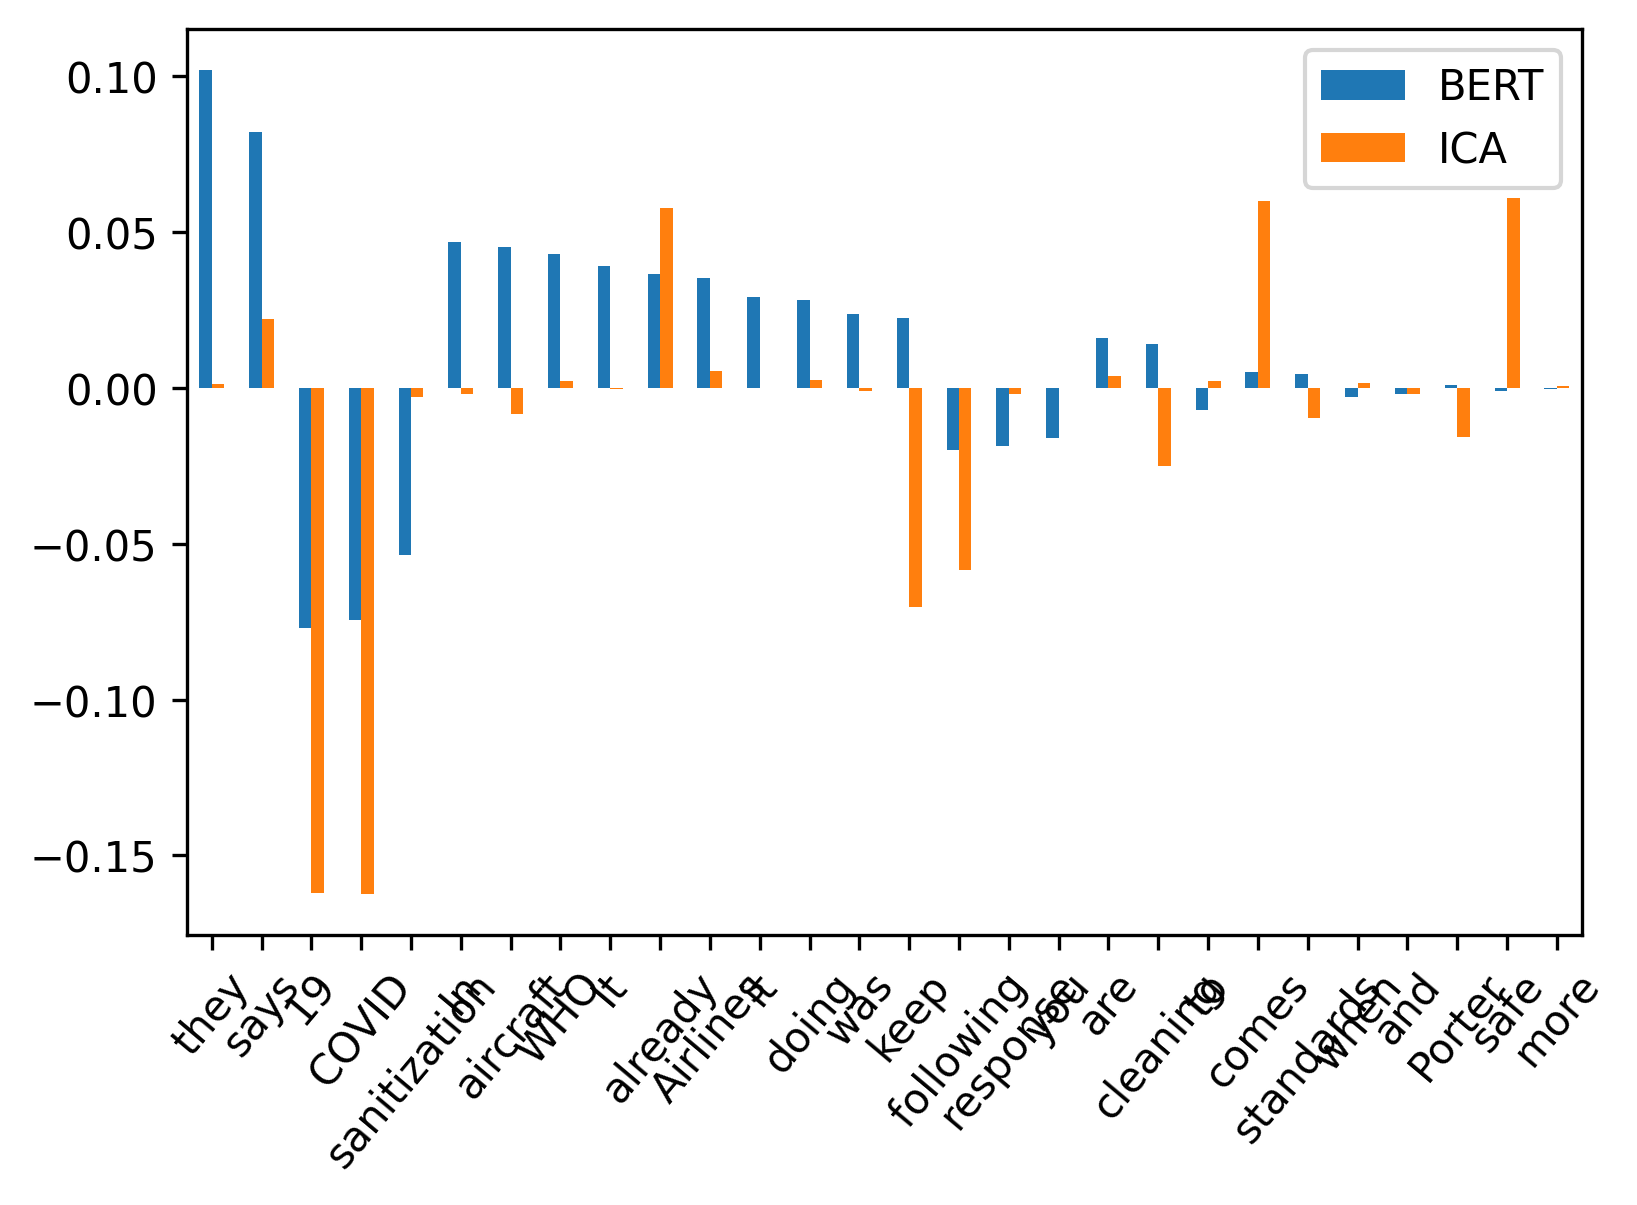 0.10
0.05
0.00
−0.05
−0.10
−0.15
BERT
ICA
they
says
19
COVID
sanitization
In
aircraft
WHO
It
already
Airlines
it
doing
was
keep
following
response
you
are
cleaning
to
comes
standards
when
and
Porter
safe
more